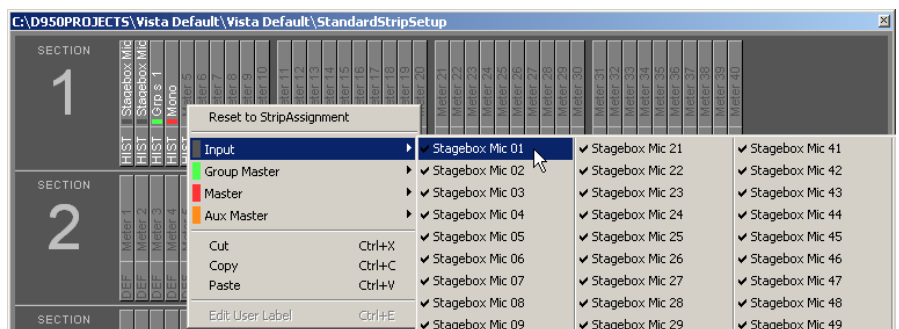 C:\D950PROJECTS\Vista Default\Vista Default\StandardStripSetup
SECTION
1
Stagebox Mic
Stagebox Mic
Grp s 1
Mono
Meter 5
Meter 6
Meter 7
Meter 8
Meter 9
Meter 10
Meter 11
Meter 12
Meter 13
Meter 14
Meter 15
Meter 16
Meter 17
Meter 18
Meter 19
Meter 20
Meter 21
Meter 22
Meter 23
Meter 24
Meter 25
Meter 26
Meter 27
Meter 28
Meter 29
Meter 30
Meter 31
Meter 32
Meter 33
Meter 34
Meter 35
Meter 36
Meter 37
Meter 38
Meter 39
Meter 40
HIST
HIST
HIST
HIST
Reset to StripAssignment
Input
Group Master
Master
Aux Master
Cut Ctrl+X
Copy Ctrl+C
Paste Ctrl+V
Edit User Label Ctrl+E
Stagebox Mic 01
Stagebox Mic 02
Stagebox Mic 03
Stagebox Mic 04
Stagebox Mic 05
Stagebox Mic 06
Stagebox Mic 07
Stagebox Mic 08
Stagebox Mic 09
Stagebox Mic 21
Stagebox Mic 22
Stagebox Mic 23
Stagebox Mic 24
Stagebox Mic 25
Stagebox Mic 26
Stagebox Mic 27
Stagebox Mic 28
Stagebox Mic 29
Stagebox Mic 41
Stagebox Mic 42
Stagebox Mic 43
Stagebox Mic 44
Stagebox Mic 45
Stagebox Mic 46
Stagebox Mic 47
Stagebox Mic 48
Stagebox Mic 49
SECTION
2
Meter 1
Meter 2
Meter 3
Meter 4
DEF
DEF
DEF
DEF
SECTION